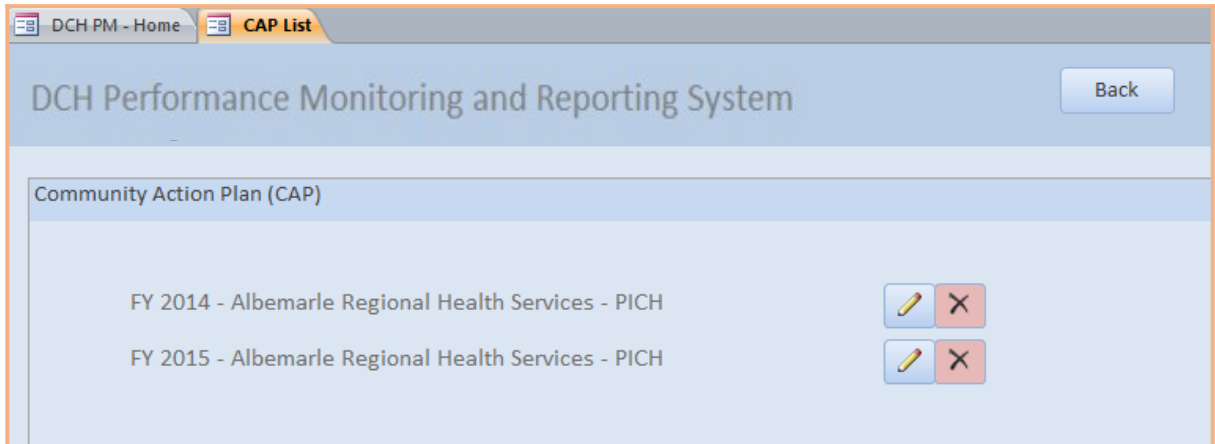 DCH PM - Home CAP List
DCH Performance Monitoring and Reporting System
Back
Community Action Plan (CAP)
FY 2014 - Albemarle Regional Health Services - PICH
FY 2015 - Albemarle Regional Health Services - PICH